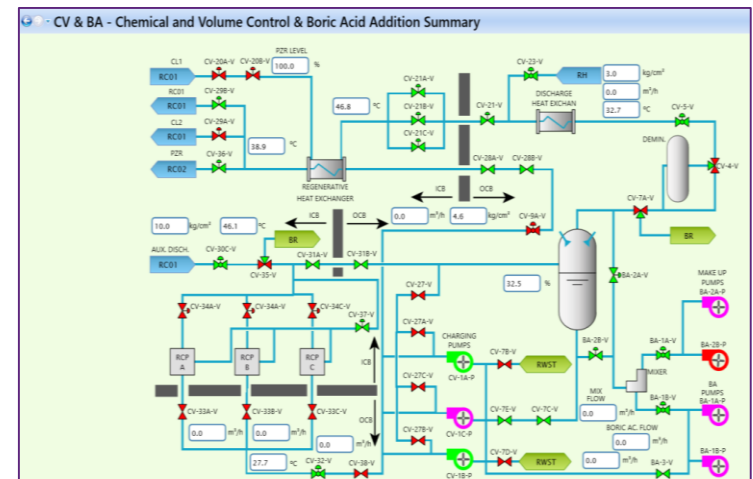 CV & BA - Chemical and Volume Control & Boric Acid Addition Summary
CL1 CV-20A-V CV-20B-V PZR LEVEL
100.0 %
RC01
RC01 CV-29B-V
RC01
CL2 CV-29A-V
RC01
PZR CV-36-V
RC02
38.9 ºC
46.8 ºC
REGENERATIVE
HEAT EXCHANGER
CV-21A-V
CV-21B-V
CV-21C-V
CV-21-V
CV-23-V
RH
3.0 kg/cm²
0.0 m³/h
32.7 ºC
DISCHARGE
HEAT EXCHAN
CV-5-V
DEMIN.
CV-4-V
CV-28A-V CV-28B-V
ICB OCB
0.0 m³/h 4.6 kg/cm²
CV-9A-V
CV-7A-V
BR
10.0 kg/cm² 46.1 ºC
ICB OCB
BR
AUX. DISCH. CV-30C-V
RC01
CV-35-V
CV-31A-V CV-31B-V
32.5 %
BA-2A-V
MAKE UP
PUMPS
BA-2A-P
CV-34A-V CV-34A-V CV-34C-V
CV-37-V
CV-27-V
CV-27A-V
CHARGING
PUMPS
CV-1A-P
CV-7B-V
RWST
BA-2B-V
BA-1A-V
BA-2B-P
RCP
A
RCP
B
RCP
C
ICB
OCB
CV-27C-V
CV-1C-P
CV-7E-V CV-7C-V
MIXER
MIX
FLOW
0.0 m³/h
BA-1B-V
BA
PUMPS
BA-1A-P
CV-33A-V CV-33B-V CV-33C-V
0.0 m³/h
0.0 m³/h
0.0 m³/h
BORIC AC. FLOW
0.0 m³/h
CV-27B-V
27.7 ºC CV-32-V CV-38-V
CV-1B-P
CV-7D-V
RWST
0.0 m³/h
BA-3-V
BA-1B-P